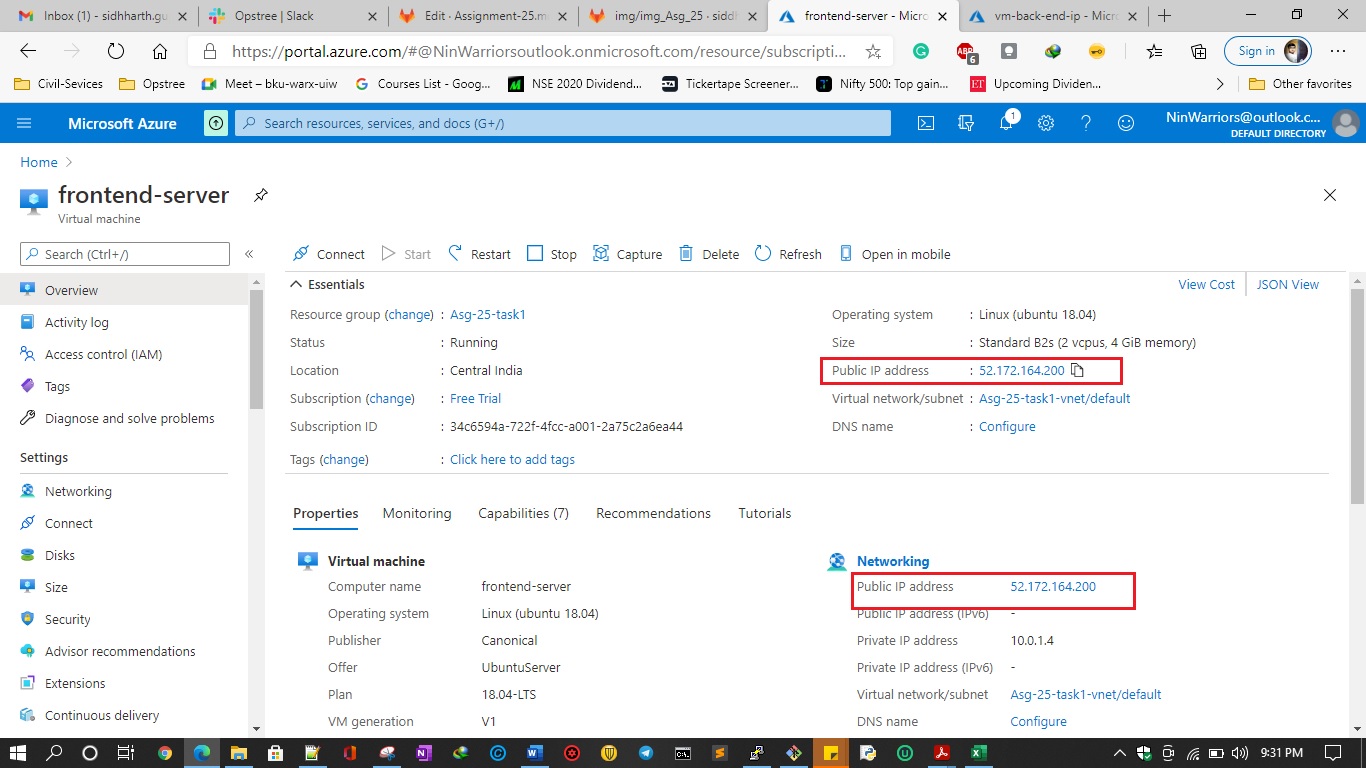 Inbox (1) - sidhharth.gu
Opstree | Slack
Edit · Assignment-25.m
img/img_Asg_25 · siddl
frontend-server - Micro
vm-back-end-ip - Micro
https://portal.azure.com/#@NinWarriorsoutlook.onmicrosoft.com/resource/subscripti...
ABP
6
Sign in
Civil-Sevices
Opstree
Meet – bku-warx-uiw
Courses List - Goog...
NSE 2020 Dividend...
Tickertape Screener...
Nifty 500: Top gain...
ET
Upcoming Dividen...
Other favorites
Microsoft Azure
Search resources, services, and docs (G+/)
1
NinWarriors@outlook.c...
DEFAULT DIRECTORY
Home
frontend-server
Virtual machine
Search (Ctrl+/)
Connect Start Restart Stop Capture Delete Refresh Open in mobile
Overview
Activity log
Access control (IAM)
Tags
Diagnose and solve problems
Settings
Networking
Connect
Disks
Size
Security
Advisor recommendations
Extensions
Continuous delivery
Essentials
View Cost JSON View
Resource group (change) : Asg-25-task1
Status : Running
Location : Central India
Subscription (change) : Free Trial
Subscription ID : 34c6594a-722f-4fcc-a001-2a75c2a6ea44
Tags (change) : Click here to add tags
Operating system : Linux (ubuntu 18.04)
Size : Standard B2s (2 vcpus, 4 GiB memory)
Public IP address : 52.172.164.200
Virtual network/subnet : Asg-25-task1-vnet/default
DNS name : Configure
Properties Monitoring Capabilities (7) Recommendations Tutorials
Virtual machine
Computer name frontend-server
Operating system Linux (ubuntu 18.04)
Publisher Canonical
Offer UbuntuServer
Plan 18.04-LTS
VM generation V1
Networking
Public IP address 52.172.164.200
Public IP address (IPv6) -
Private IP address 10.0.1.4
Private IP address (IPv6) -
Virtual network/subnet Asg-25-task1-vnet/default
DNS name Configure
9:31 PM